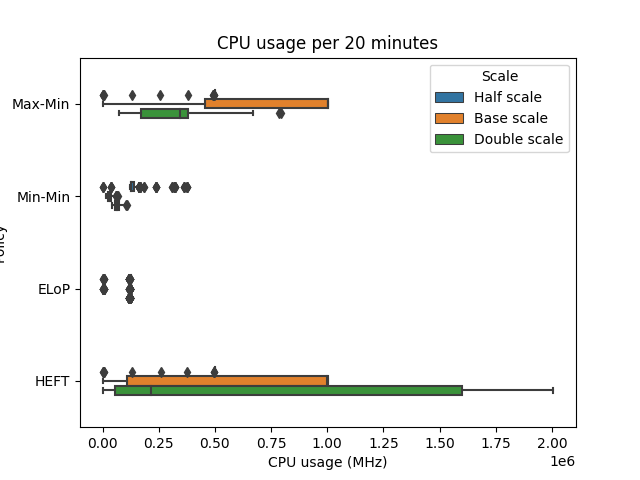 CPU usage per 20 minutes
Scale
Half scale
Base scale
Double scale
Max-Min
Min-Min
ELoP
HEFT
0.00 0.25 0.50 0.75 1.00 1.25 1.50 1.75 2.00
CPU usage (MHz)
1e6